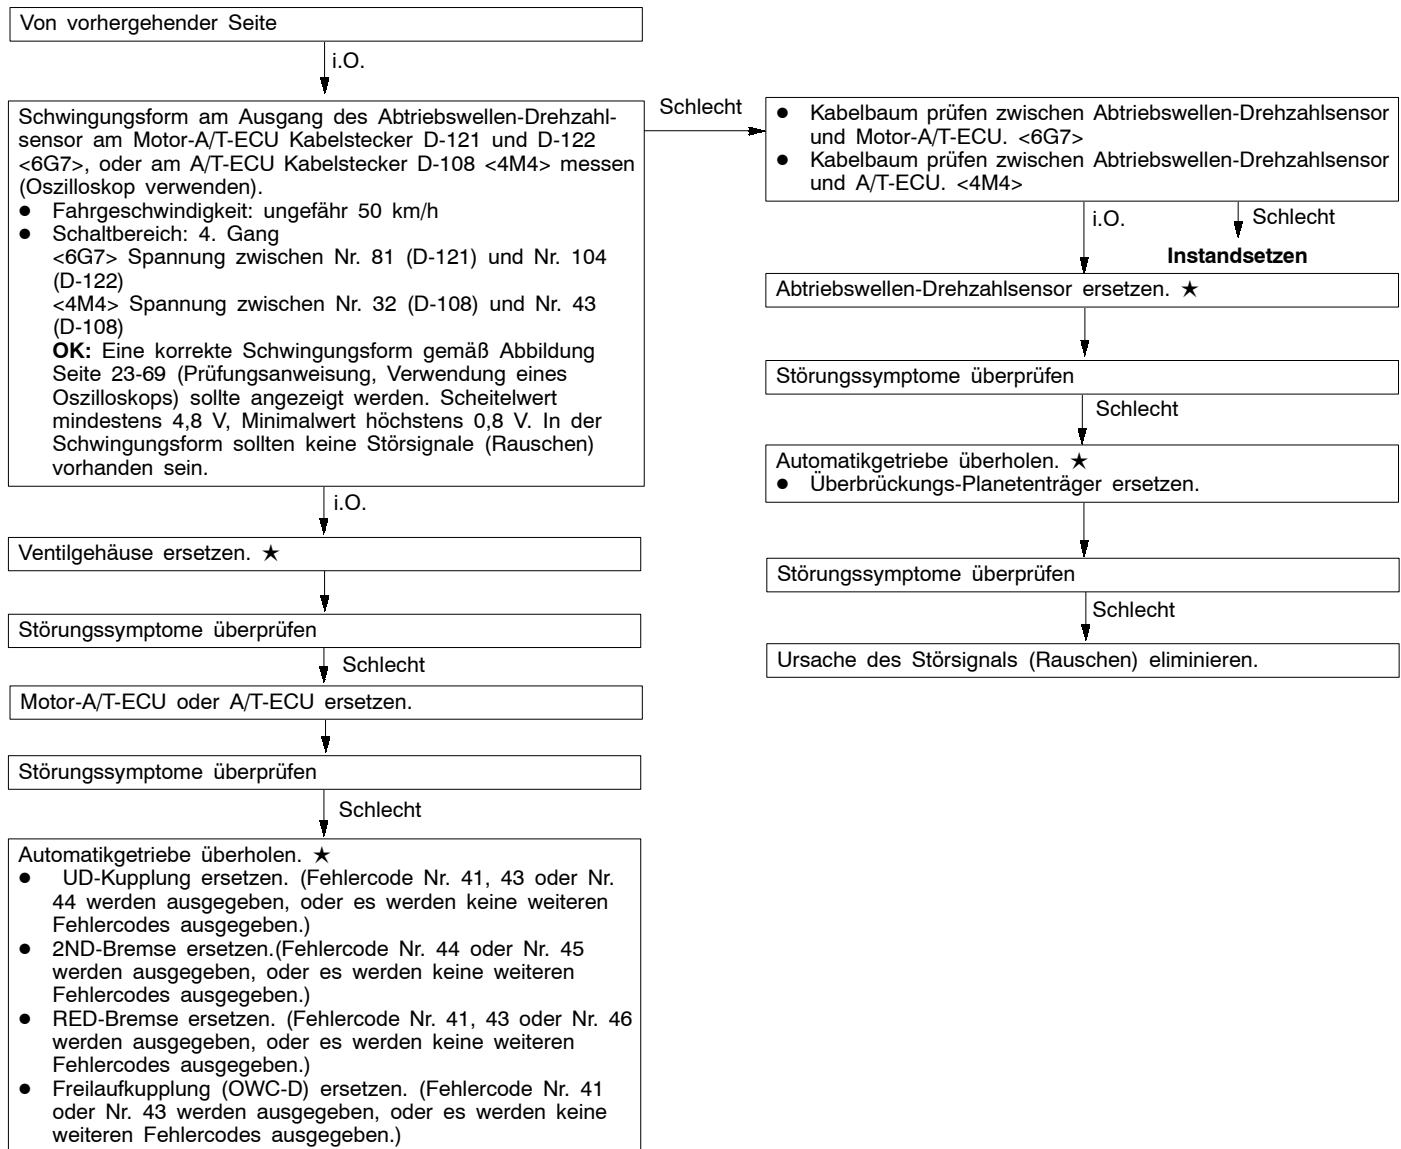 Von vorhergehender Seite
i.O.
Schwingungsform am Ausgang des Abtriebswellen-Drehzahl-
sensor am Motor-A/T-ECU Kabelstecker D-121 und D-122
<6G7>, oder am A/T-ECU Kabelstecker D-108 <4M4> messen
(Oszilloskop verwenden).
● Fahrgeschwindigkeit: ungefähr 50 km/h
● Schaltbereich: 4. Gang
<6G7> Spannung zwischen Nr. 81 (D-121) und Nr. 104
(D-122)
<4M4> Spannung zwischen Nr. 32 (D-108) und Nr. 43
(D-108)
OK: Eine korrekte Schwingungsform gemäß Abbildung
Seite 23-69 (Prüfungsanweisung, Verwendung eines
Oszilloskops) sollte angezeigt werden. Scheitelwert
mindestens 4,8 V, Minimalwert höchstens 0,8 V. In der
Schwingungsform sollten keine Störsignale (Rauschen)
vorhanden sein.
i.O.
Ventilgehäuse ersetzen. ★
Störungssymptome überprüfen
Schlecht
Motor-A/T-ECU oder A/T-ECU ersetzen.
Störungssymptome überprüfen
Schlecht
Automatikgetriebe überholen. ★
● UD-Kupplung ersetzen. (Fehlercode Nr. 41, 43 oder Nr.
44 werden ausgegeben, oder es werden keine weiteren
Fehlercodes ausgegeben.)
● 2ND-Bremse ersetzen.(Fehlercode Nr. 44 oder Nr. 45
werden ausgegeben, oder es werden keine weiteren
Fehlercodes ausgegeben.)
● RED-Bremse ersetzen. (Fehlercode Nr. 41, 43 oder Nr. 46
werden ausgegeben, oder es werden keine weiteren
Fehlercodes ausgegeben.)
● Freilaufkupplung (OWC-D) ersetzen. (Fehlercode Nr. 41
oder Nr. 43 werden ausgegeben, oder es werden keine
weiteren Fehlercodes ausgegeben.)
Schlecht
● Kabelbaum prüfen zwischen Abtriebswellen-Drehzahlsensor
und Motor-A/T-ECU. <6G7>
● Kabelbaum prüfen zwischen Abtriebswellen-Drehzahlsensor
und A/T-ECU. <4M4>
i.O.
Schlecht
Instandsetzen
Abtriebswellen-Drehzahlsensor ersetzen. ★
Störungssymptome überprüfen
Schlecht
Automatikgetriebe überholen. ★
● Überbrückungs-Planetenträger ersetzen.
Störungssymptome überprüfen
Schlecht
Ursache des Störsignals (Rauschen) eliminieren.